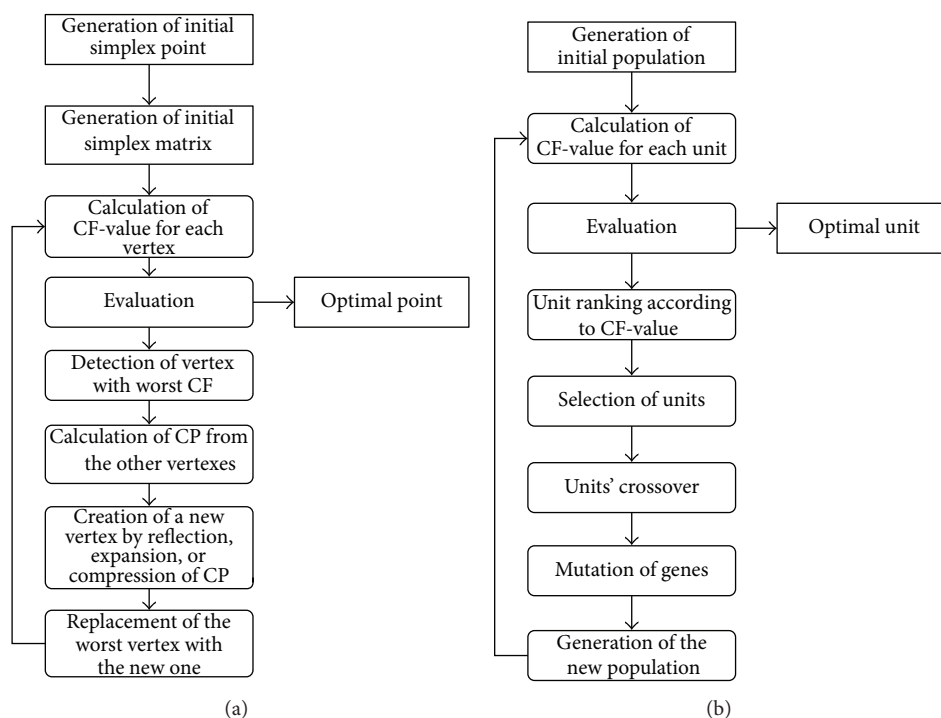 Generation of initial
simplex point
Generation of initial
simplex matrix
Calculation of
CF-value for each
vertex
Evaluation
Optimal point
Detection of vertex
with worst CF
Calculation of CP from
the other vertexes
Creation of a new
vertex by reflection,
expansion, or
compression of CP
Replacement of the
worst vertex with
the new one
(a)
Generation of
initial population
Calculation of
CF-value for each unit
Evaluation
Optimal unit
Unit ranking according
to CF-value
Selection of units
Units’ crossover
Mutation of genes
Generation of the
new population
(b)